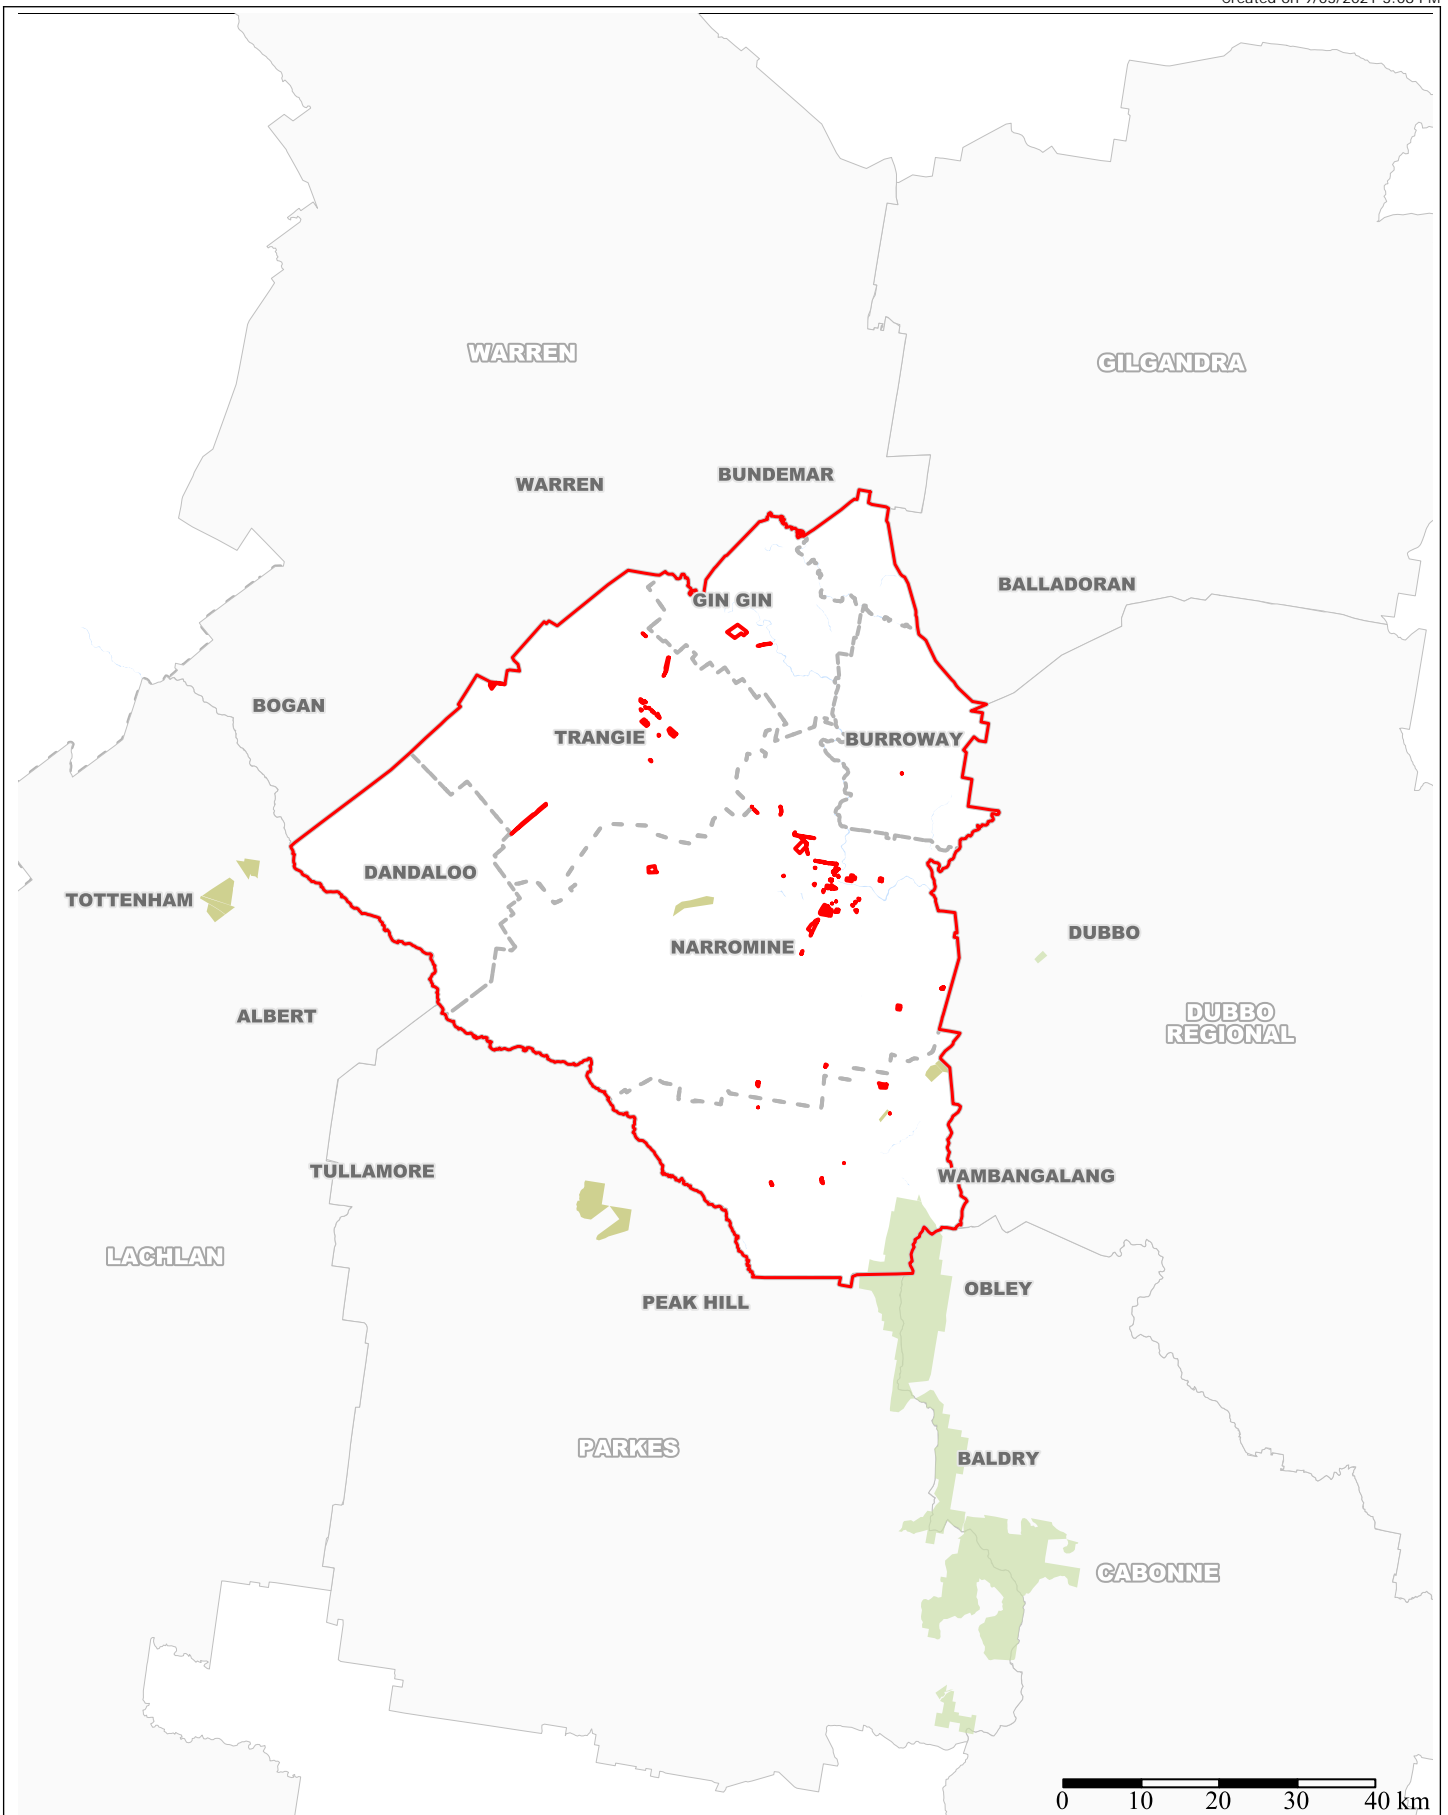 WARREN
GILGANDRA
BUNDEMAR
WARREN
BALLADORAN
GIN GIN
BOGAN
TRANGIE
BURROWAY
DANDALOO
TOTTENHAM
DUBBO
NARROMINE
ALBERT
DUBBO
REGIONAL
TULLAMORE
WAMBANGALANG
LACHLAN
OBLEY
PEAK HILL
PARKES
BALDRY
CABONNE
0 10 20 30 40 km